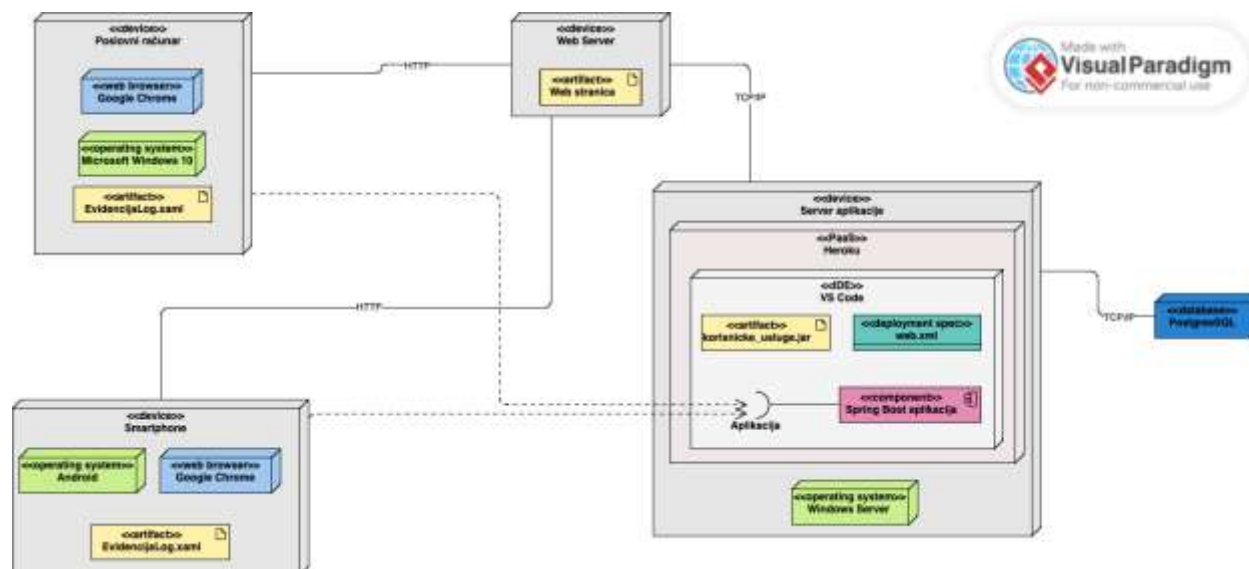 <<device>>
Poslovni računar
<<web browser>>
Google Chrome
<<operating system>>
Microsoft Windows 10
<<artifact>>
EvidencijaLog.xaml
HTTP
<<device>>
Web Server
<<artifact>>
Web stranica
TCP/IP
Made with
Visual Paradigm
For non-commercial use
<<device>>
Server aplikacije
<<PaaS>>
Heroku
<<IDE>>
VS Code
<<artifact>>
korisnicke_usluge.jar
<<deployment spec>>
web.xml
<<component>>
Spring Boot aplikacija
Aplikacija
<<operating system>>
Windows Server
TCP/IP
<<database>>
PostgreSQL
HTTP
<<device>>
Smartphone
<<operating system>>
Android
<<web browser>>
Google Chrome
<<artifact>>
EvidencijaLog.xaml